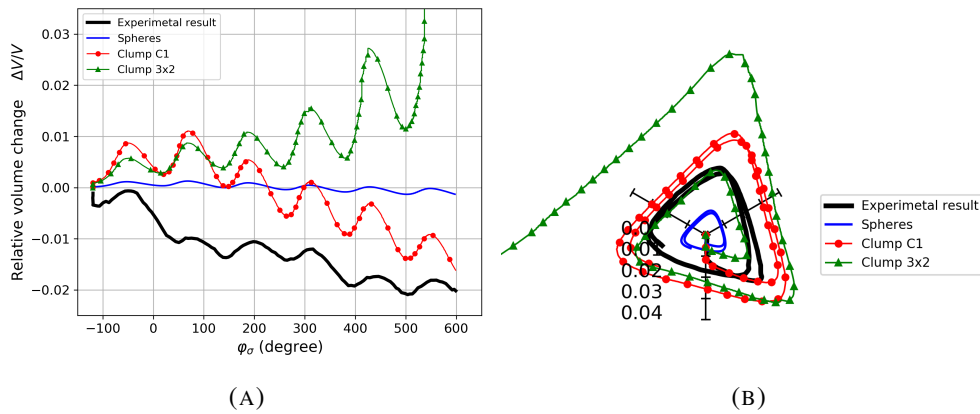 Relative volume change ΔV/V
0.03
0.02
0.01
0.00
−0.01
−0.02
−100 0 100 200 300 400 500 600
φσ (degree)
Experimetal result
Spheres
Clump C1
Clump 3x2
(A)
0.02
0.03
0.04
Experimetal result
Spheres
Clump C1
Clump 3x2
(B)